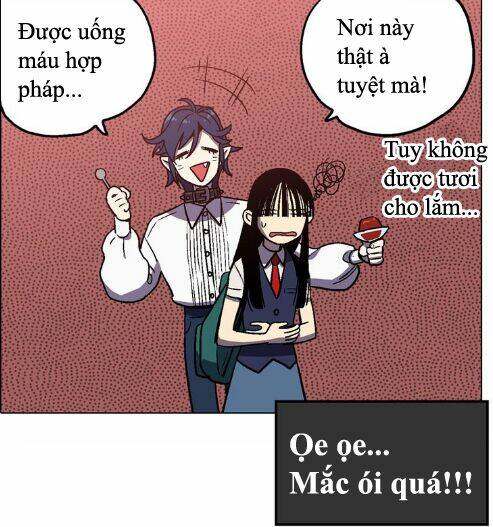 Được uống
máu hợp
pháp...
Nơi này
thật à
tuyệt mà!
Tuy không
được tươi
cho lắm...
Ọe ọe...
Mắc ói quá!!!